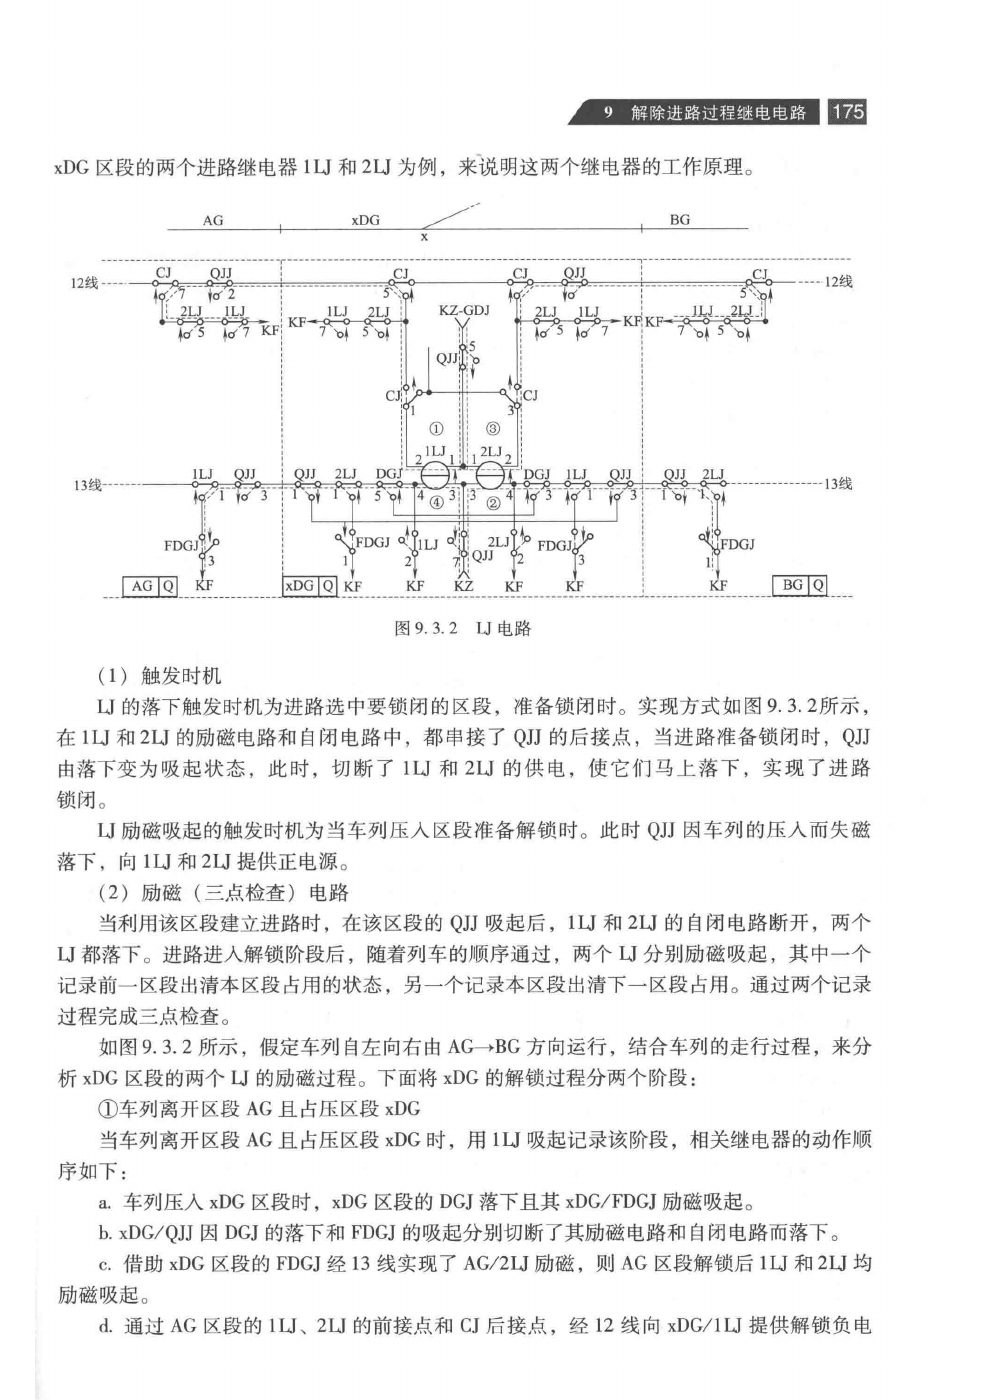 9 解除进路过程继电电路 175
xDG 区段的两个进路继电器 1LJ 和 2LJ 为例，来说明这两个继电器的工作原理。
AG xDG BG
x
12线 CJ QJJ CJ CJ QJJ CJ 12线
7 2 5 7 2 5
2LJ 1LJ KF KF 1LJ 2LJ KZ-GDJ 2LJ 1LJ KF KF 1LJ 2LJ
5 7 7 5 5 7 7 5
QJJ 5
CJ CJ
1 3
① ③
2 1LJ 1 1 2LJ 2
13线 1LJ QJJ QJJ 2LJ DGJ DGJ 1LJ QJJ QJJ 2LJ 13线
1 3 1 1 5 4 ④ 3 3 ② 4 3 1 3 1 1
FDGJ FDGJ 1LJ QJJ 2LJ FDGJ FDGJ
3 1 2 7 2 3 1
AG Q KF xDG Q KF KF KZ KF KF KF BG Q
图 9.3.2 LJ 电路
（1）触发时机
LJ 的落下触发时机为进路选中要锁闭的区段，准备锁闭时。实现方式如图 9.3.2所示，
在 1LJ 和 2LJ 的励磁电路和自闭电路中，都串接了 QJJ 的后接点，当进路准备锁闭时，QJJ
由落下变为吸起状态，此时，切断了 1LJ 和 2LJ 的供电，使它们马上落下，实现了进路
锁闭。
LJ 励磁吸起的触发时机为当车列压入区段准备解锁时。此时 QJJ 因车列的压入而失磁
落下，向 1LJ 和 2LJ 提供正电源。
（2）励磁（三点检查）电路
当利用该区段建立进路时，在该区段的 QJJ 吸起后，1LJ 和 2LJ 的自闭电路断开，两个
LJ 都落下。进路进入解锁阶段后，随着列车的顺序通过，两个 LJ 分别励磁吸起，其中一个
记录前一区段出清本区段占用的状态，另一个记录本区段出清下一区段占用。通过两个记录
过程完成三点检查。
如图 9.3.2 所示，假定车列自左向右由 AG→BG 方向运行，结合车列的走行过程，来分
析 xDG 区段的两个 LJ 的励磁过程。下面将 xDG 的解锁过程分两个阶段：
①车列离开区段 AG 且占压区段 xDG
当车列离开区段 AG 且占压区段 xDG 时，用 1LJ 吸起记录该阶段，相关继电器的动作顺
序如下：
a. 车列压入 xDG 区段时，xDG 区段的 DGJ 落下且其 xDG/FDGJ 励磁吸起。
b. xDG/QJJ 因 DGJ 的落下和 FDGJ 的吸起分别切断了其励磁电路和自闭电路而落下。
c. 借助 xDG 区段的 FDGJ 经 13 线实现了 AG/2LJ 励磁，则 AG 区段解锁后 1LJ 和 2LJ 均
励磁吸起。
d. 通过 AG 区段的 1LJ、2LJ 的前接点和 CJ 后接点，经 12 线向 xDG/1LJ 提供解锁负电